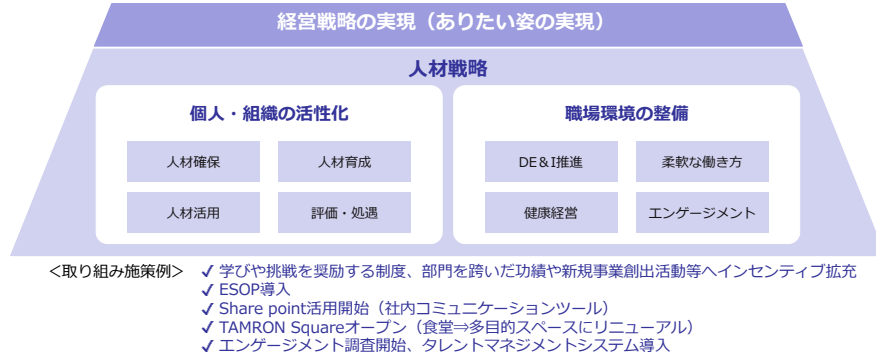 経営戦略の実現（ありたい姿の実現）
人材戦略
個人・組織の活性化
職場環境の整備
人材確保
人材育成
DE＆I推進
柔軟な働き方
人材活用
評価・処遇
健康経営
エンゲージメント
＜取り組み施策例＞ ✓ 学びや挑戦を奨励する制度、部門を跨いだ功績や新規事業創出活動等へインセンティブ拡充
✓ ESOP導入
✓ Share point活用開始（社内コミュニケーションツール）
✓ TAMRON Squareオープン（食堂⇒多目的スペースにリニューアル）
✓ エンゲージメント調査開始、タレントマネジメントシステム導入